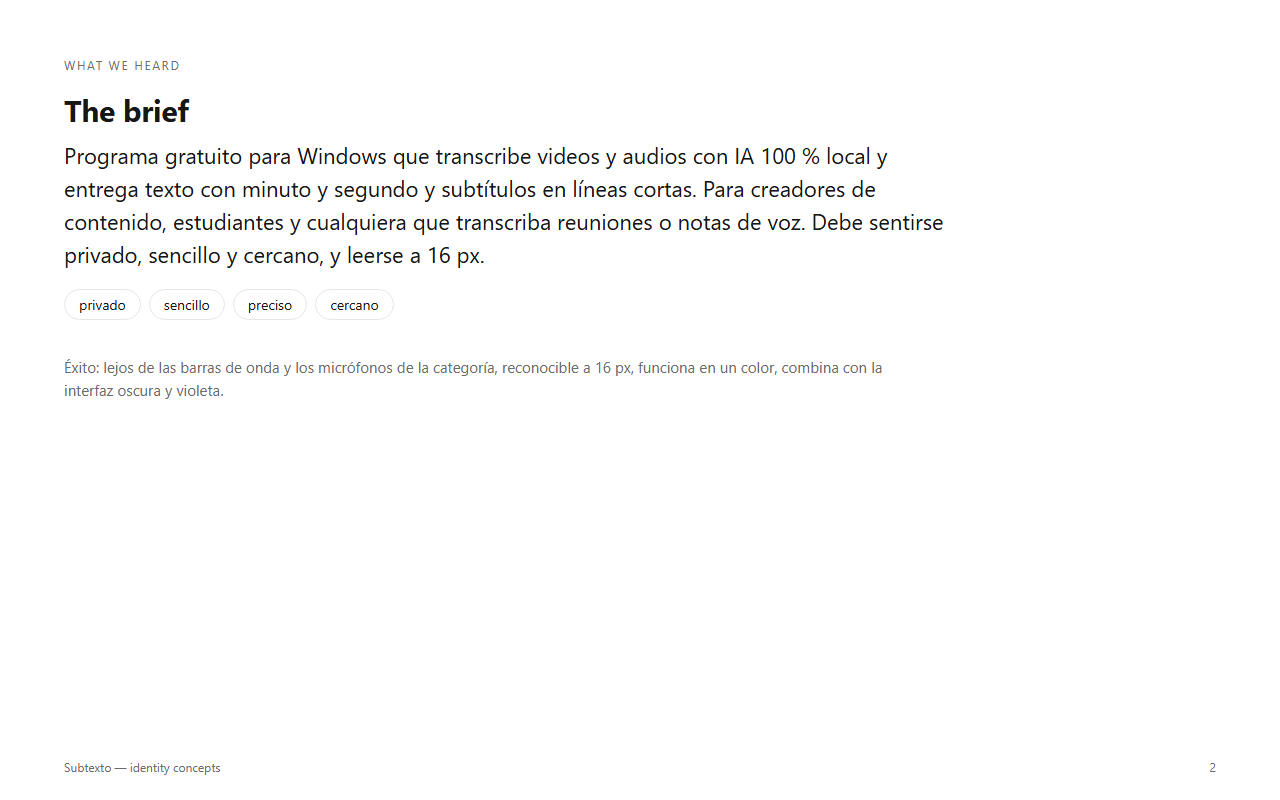 WHAT WE HEARD
The brief
Programa gratuito para Windows que transcribe videos y audios con IA 100 % local y
entrega texto con minuto y segundo y subtítulos en líneas cortas. Para creadores de
contenido, estudiantes y cualquiera que transcriba reuniones o notas de voz. Debe sentirse
privado, sencillo y cercano, y leerse a 16 px.
privado sencillo preciso cercano
Éxito: lejos de las barras de onda y los micrófonos de la categoría, reconocible a 16 px, funciona en un color, combina con la
interfaz oscura y violeta.
Subtexto — identity concepts 2